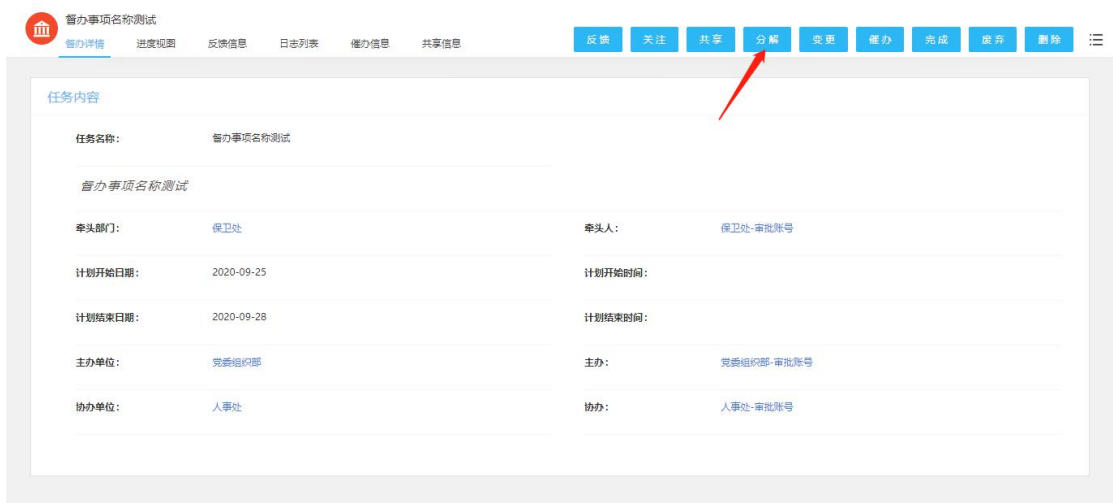 督办事项名称测试
督办详情 进度视图 反馈信息 日志列表 催办信息 共享信息 反馈 关注 共享 分解 变更 催办 完成 废弃 删除
任务内容
任务名称： 督办事项名称测试
督办事项名称测试
牵头部门： 保卫处 牵头人： 保卫处-审批账号
计划开始日期： 2020-09-25 计划开始时间：
计划结束日期： 2020-09-28 计划结束时间：
主办单位： 党委组织部 主办： 党委组织部-审批账号
协办单位： 人事处 协办： 人事处-审批账号